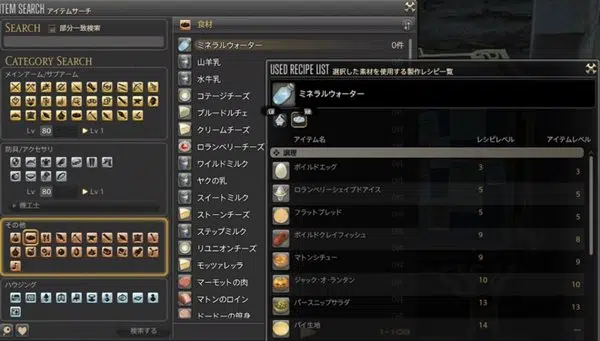 ITEM SEARCH アイテムサーチ
SEARCH 部分一致検索
CATEGORY SEARCH
メインアーム/サブアーム
Lv 80 Lv 1
防具/アクセサリ
Lv 80 Lv 1
機工士
その他
ハウジング
検索する
食材
ミネラルウォーター 0件
山羊乳
水牛乳
コテージチーズ
ブルードルチェ
クリームチーズ
ロランベリーチーズ
ワイルドミルク
ヤクの乳
スイートミルク
ストーンチーズ
ステップミルク
リユニオンチーズ
モッツァレッラ
マーモットの肉
マトンのロイン
ドードーの笹身
USED RECIPE LIST 選択した素材を使用する製作レシピ一覧
ミネラルウォーター
アイテム名 レシピレベル アイテムレベル
調理
ボイルドエッグ 3 3
ロランベリーシェイブドアイス 5 5
フラットブレッド 5 5
ボイルドクレイフィッシュ 9 8
マトンシチュー 10 10
ジャック・オ・ランタン 10 10
パースニップサラダ 13 13
パイ生地 14 ---